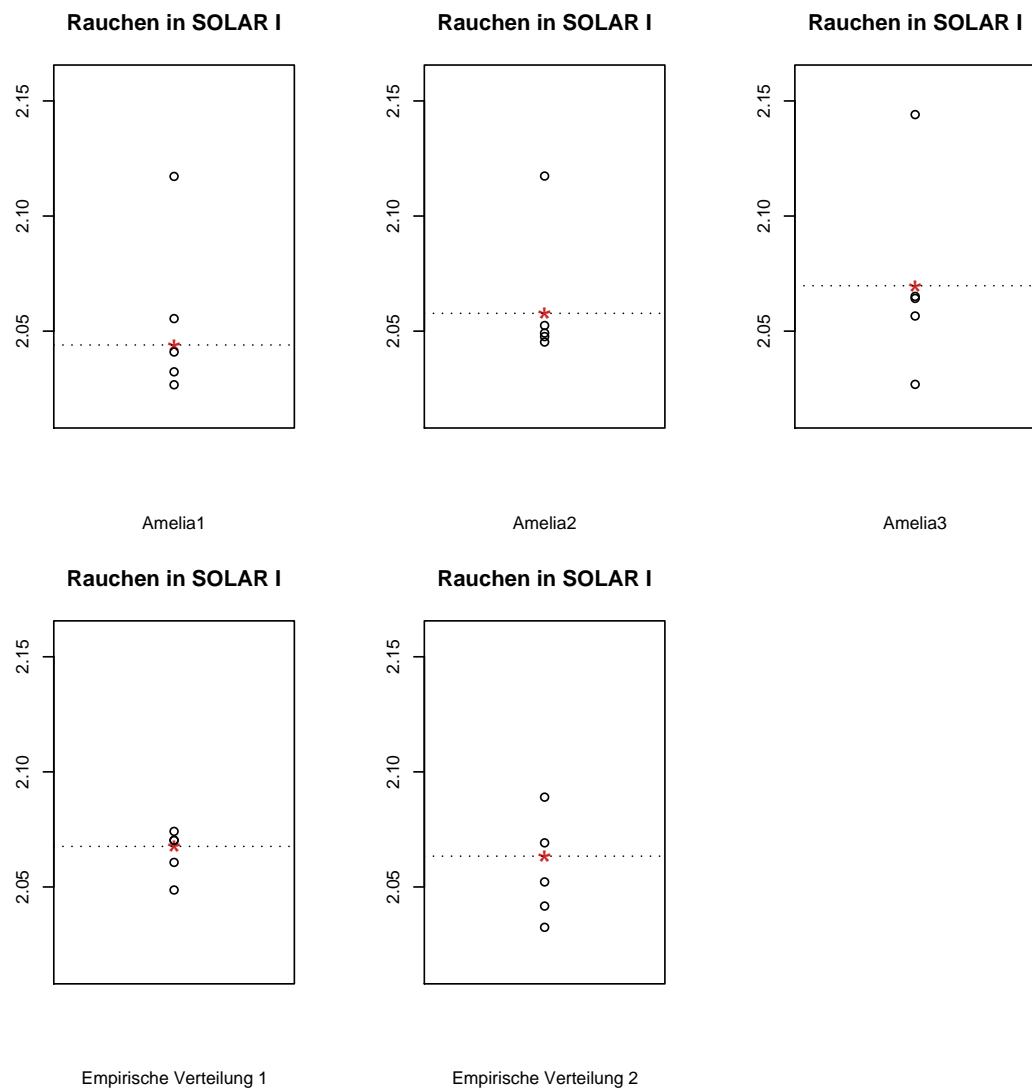 Rauchen in SOLAR I
2.15
2.10
2.05
Amelia1
Rauchen in SOLAR I
2.15
2.10
2.05
Amelia2
Rauchen in SOLAR I
2.15
2.10
2.05
Amelia3
Rauchen in SOLAR I
2.15
2.10
2.05
Empirische Verteilung 1
Rauchen in SOLAR I
2.15
2.10
2.05
Empirische Verteilung 2